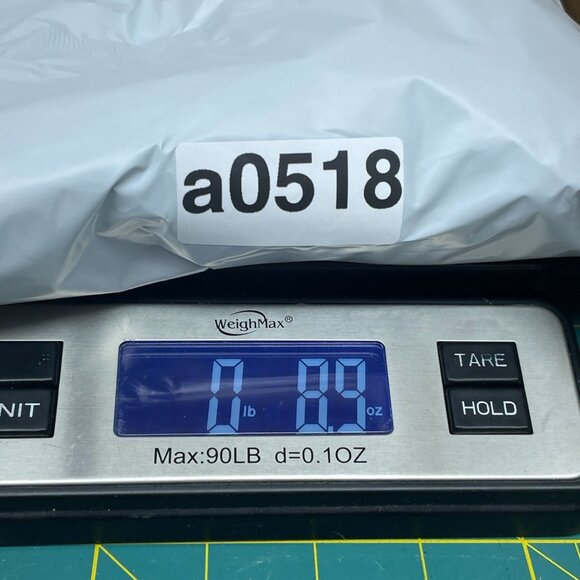 a0518
WeighMax®
0 lb 8.9 oz
TARE
NIT
HOLD
Max:90LB d=0.1OZ